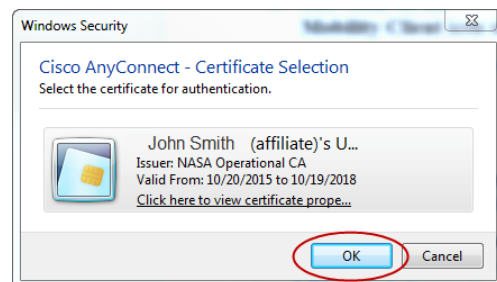 Windows Security
Cisco AnyConnect - Certificate Selection
Select the certificate for authentication.
John Smith (affiliate)'s U...
Issuer: NASA Operational CA
Valid From: 10/20/2015 to 10/19/2018
Click here to view certificate prope...
OK Cancel